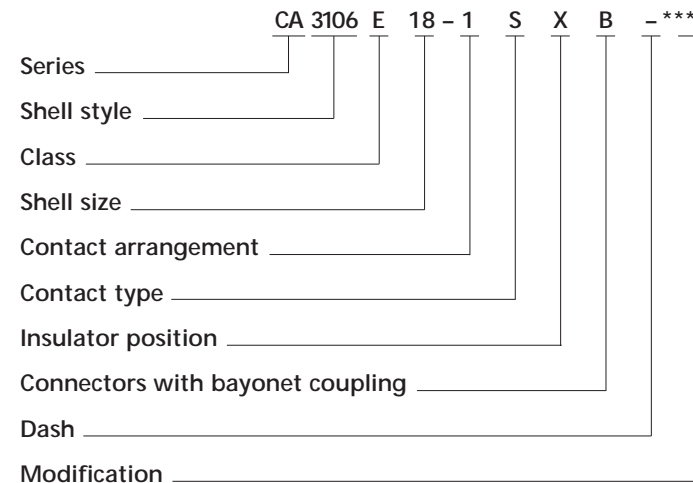 CA 3106 E 18 – 1 S X B – ***
Series
Shell style
Class
Shell size
Contact arrangement
Contact type
Insulator position
Connectors with bayonet coupling
Dash
Modification